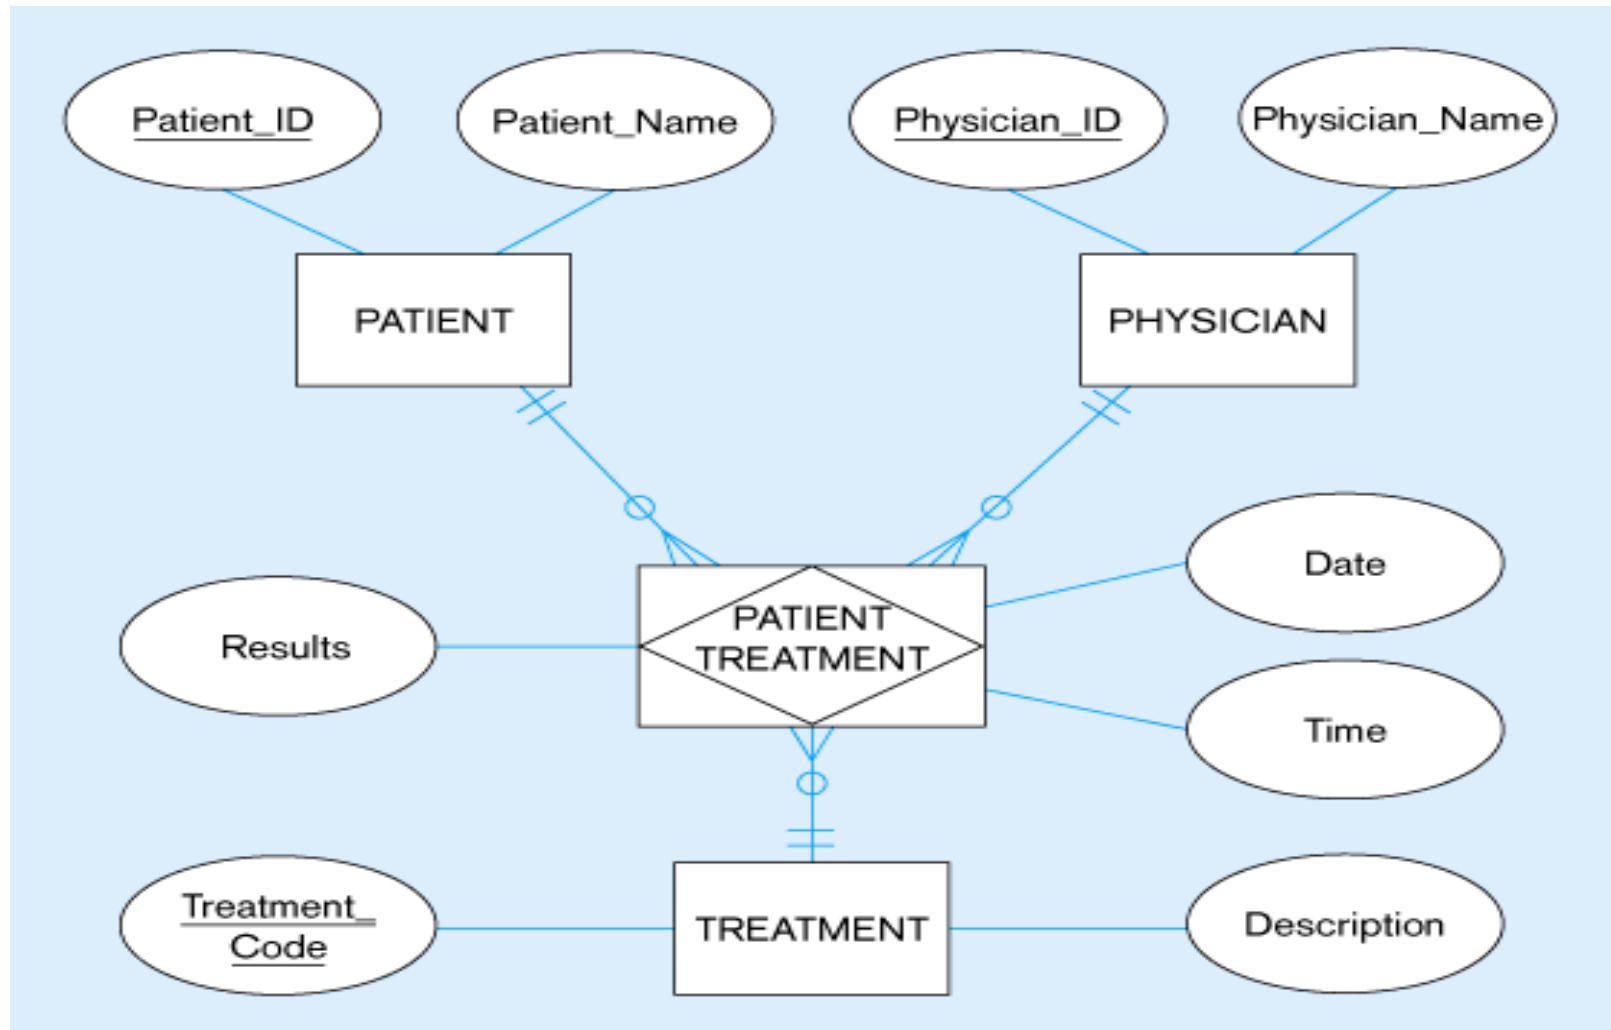 Patient_ID
Patient_Name
Physician_ID
Physician_Name
PATIENT
PHYSICIAN
Date
PATIENT
TREATMENT
Results
Time
Treatment_
Code
TREATMENT
Description